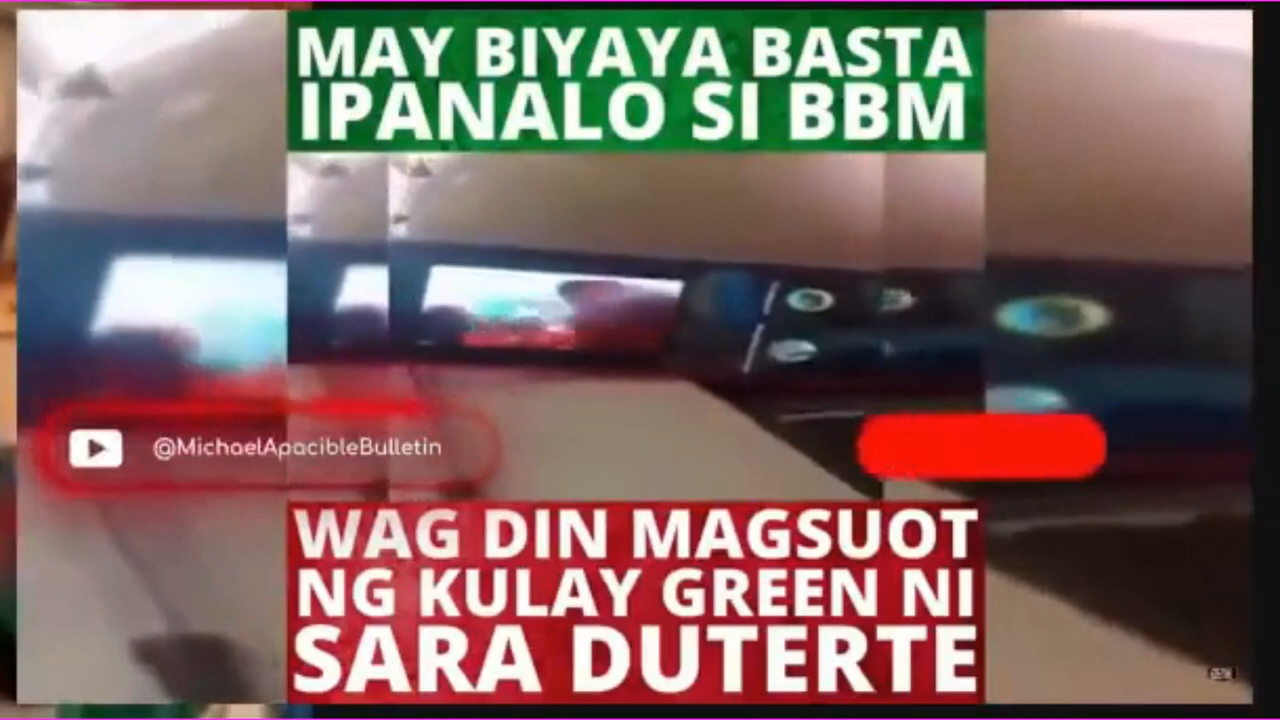 MAY BIYAYA BASTA
IPANALO SI BBM
@MichaelApacibleBulletin
WAG DIN MAGSUOT
NG KULAY GREEN NI
SARA DUTERTE